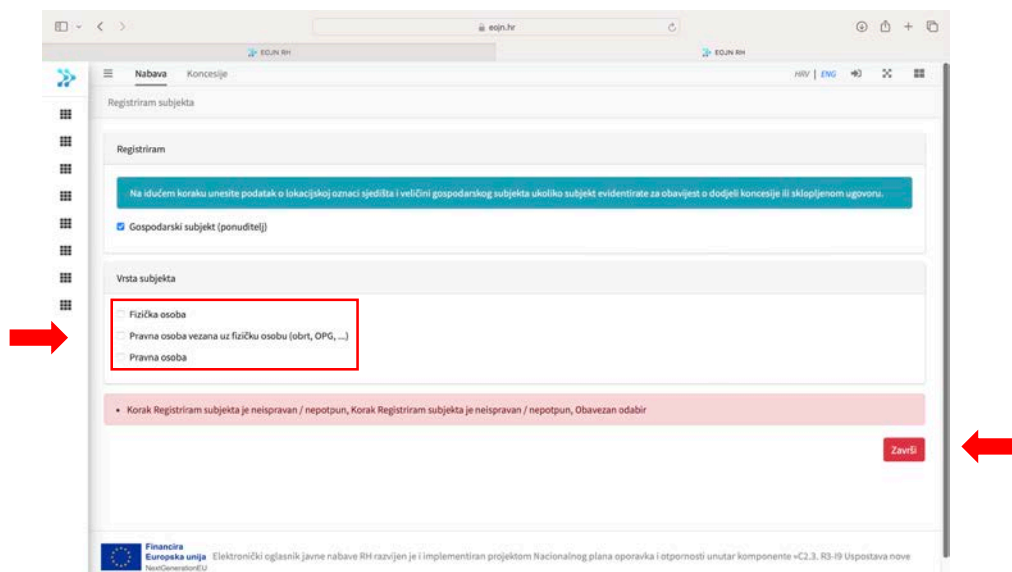 eojn.hr
EOJN RH
EOJN RH
Nabava Koncesije HRV | ENG
Registriram subjekta
Registriram
Na idućem koraku unesite podatak o lokacijskoj oznaci sjedišta i veličini gospodarskog subjekta ukoliko subjekt evidentirate za obavijest o dodjeli koncesije ili sklopljenom ugovoru.
Gospodarski subjekt (ponuditelj)
Vrsta subjekta
Fizička osoba
Pravna osoba vezana uz fizičku osobu (obrt, OPG, ...)
Pravna osoba
Korak Registriram subjekta je neispravan / nepotpun, Korak Registriram subjekta je neispravan / nepotpun, Obavezan odabir
Završi
Financira
Europska unija
NextGenerationEU
Elektronički oglasnik javne nabave RH razvijen je i implementiran projektom Nacionalnog plana oporavka i otpornosti unutar komponente »C2.3. R3-I9 Uspostava nove